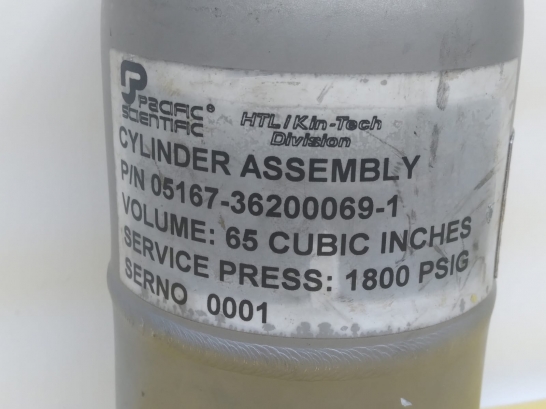 PACIFIC®
SCIENTIFIC
HTL/Kin-Tech
Division
CYLINDER ASSEMBLY
P/N 05167-36200069-1
VOLUME: 65 CUBIC INCHES
SERVICE PRESS: 1800 PSIG
SERNO 0001